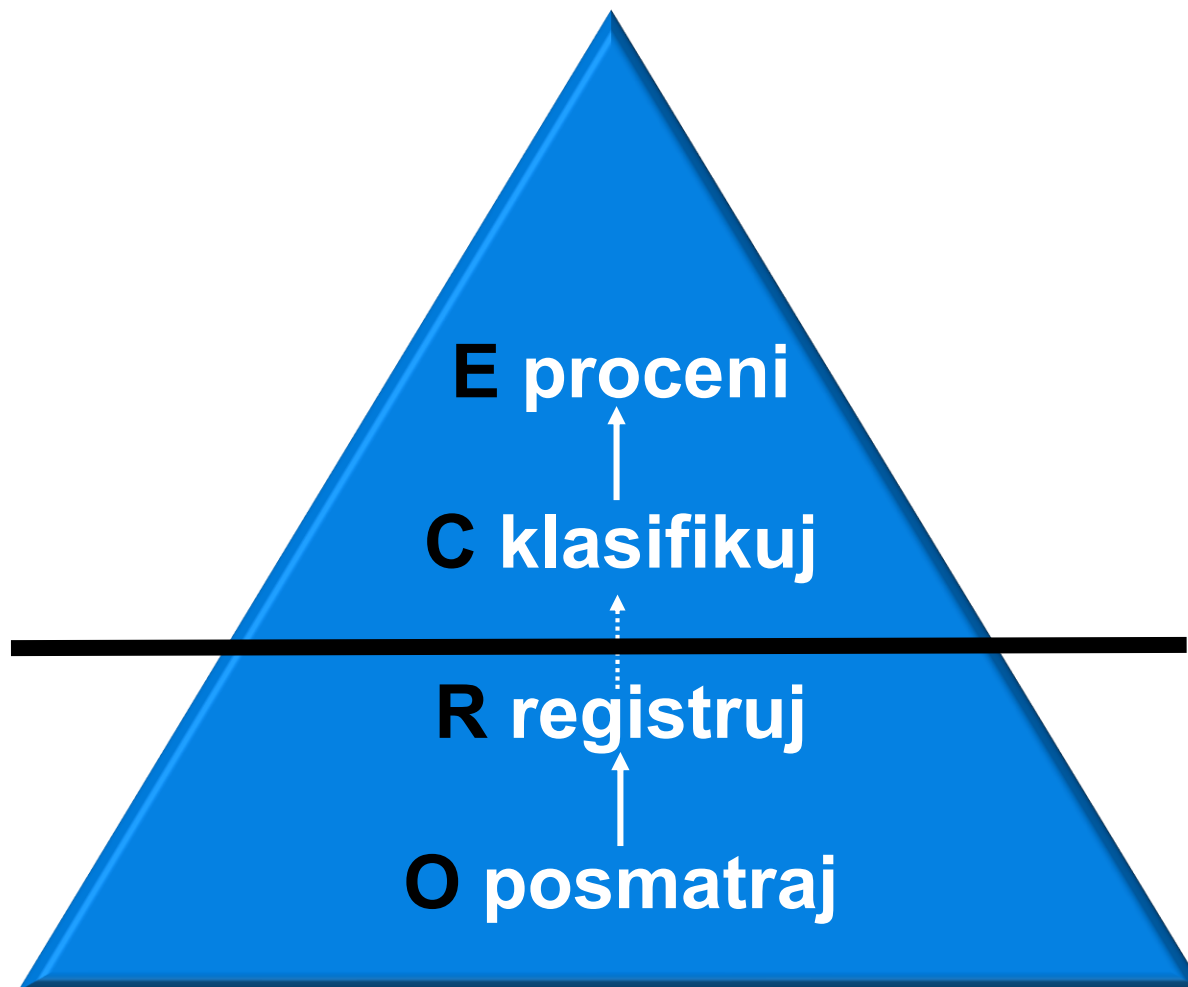 E proceni
C klasifikuj
R registruj
O posmatraj